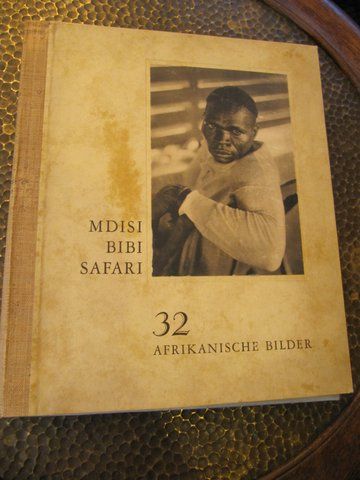 MDISI
BIBI
SAFARI
32
AFRIKANISCHE BILDER